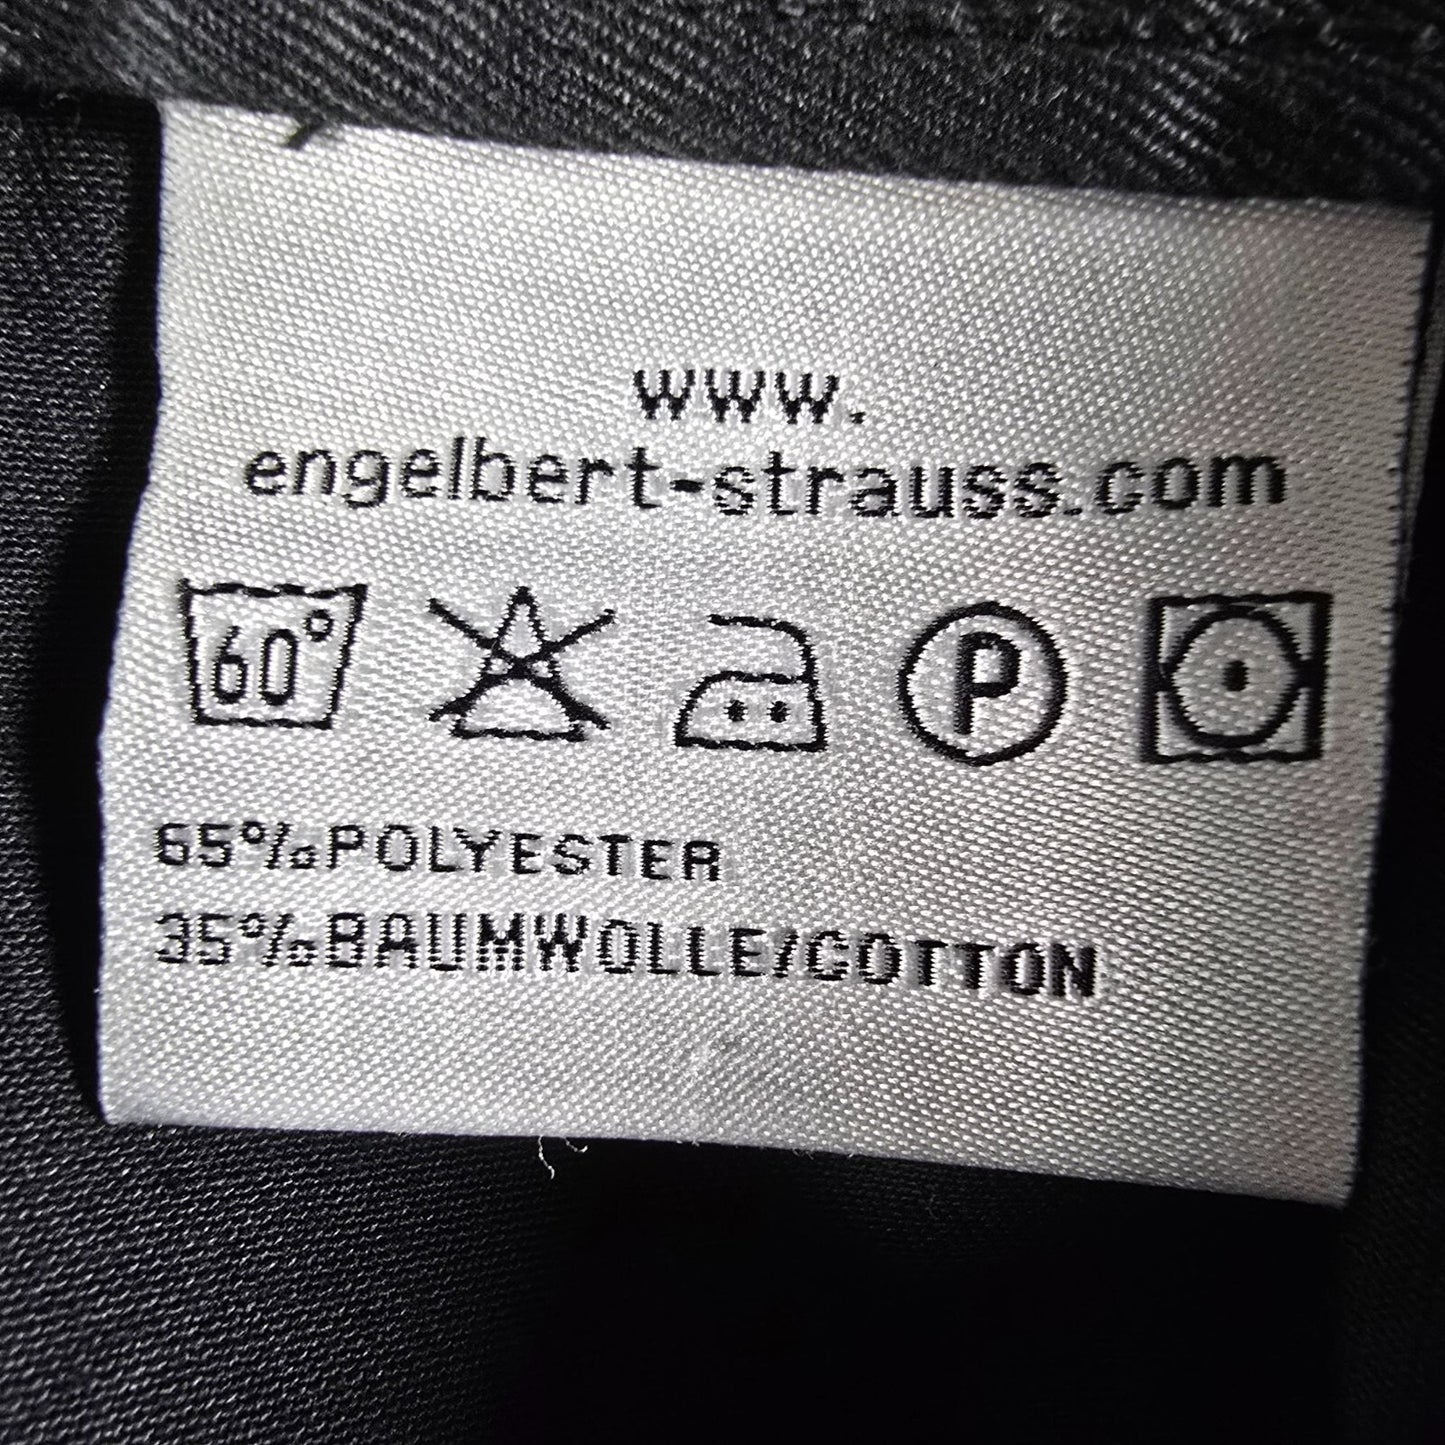 www.
engelbert-strauss.com
60° P
65%POLYESTER
35%BAUMWOLLE/COTTON